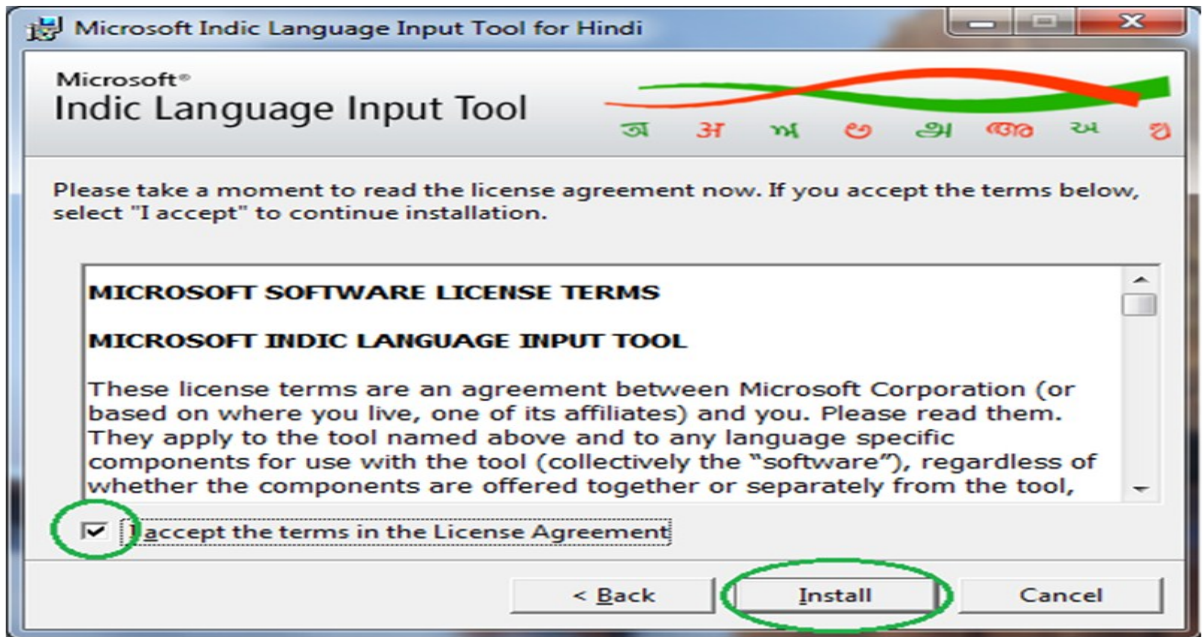 Microsoft Indic Language Input Tool for Hindi
Microsoft®
Indic Language Input Tool
অ अ ਅ అ அ അ અ ଅ
Please take a moment to read the license agreement now. If you accept the terms below,
select "I accept" to continue installation.
MICROSOFT SOFTWARE LICENSE TERMS
MICROSOFT INDIC LANGUAGE INPUT TOOL
These license terms are an agreement between Microsoft Corporation (or
based on where you live, one of its affiliates) and you. Please read them.
They apply to the tool named above and to any language specific
components for use with the tool (collectively the “software”), regardless of
whether the components are offered together or separately from the tool,
I accept the terms in the License Agreement
< Back Install Cancel